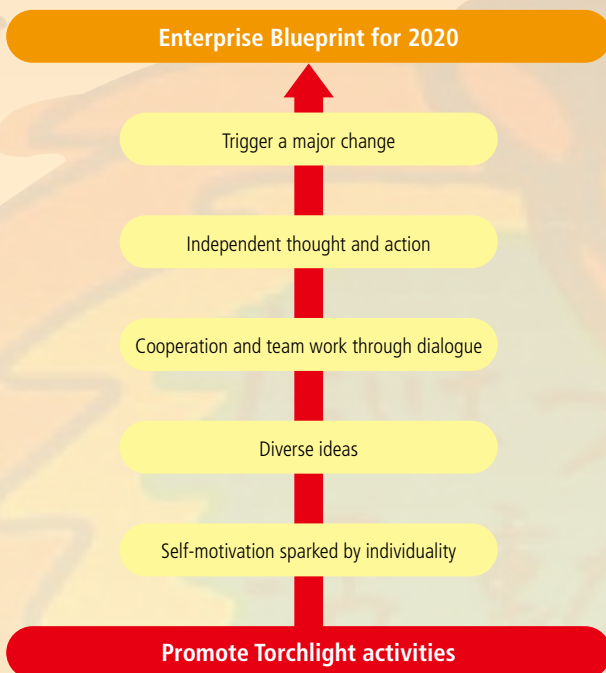 Enterprise Blueprint for 2020
Trigger a major change
Independent thought and action
Cooperation and team work through dialogue
Diverse ideas
Self-motivation sparked by individuality
Promote Torchlight activities